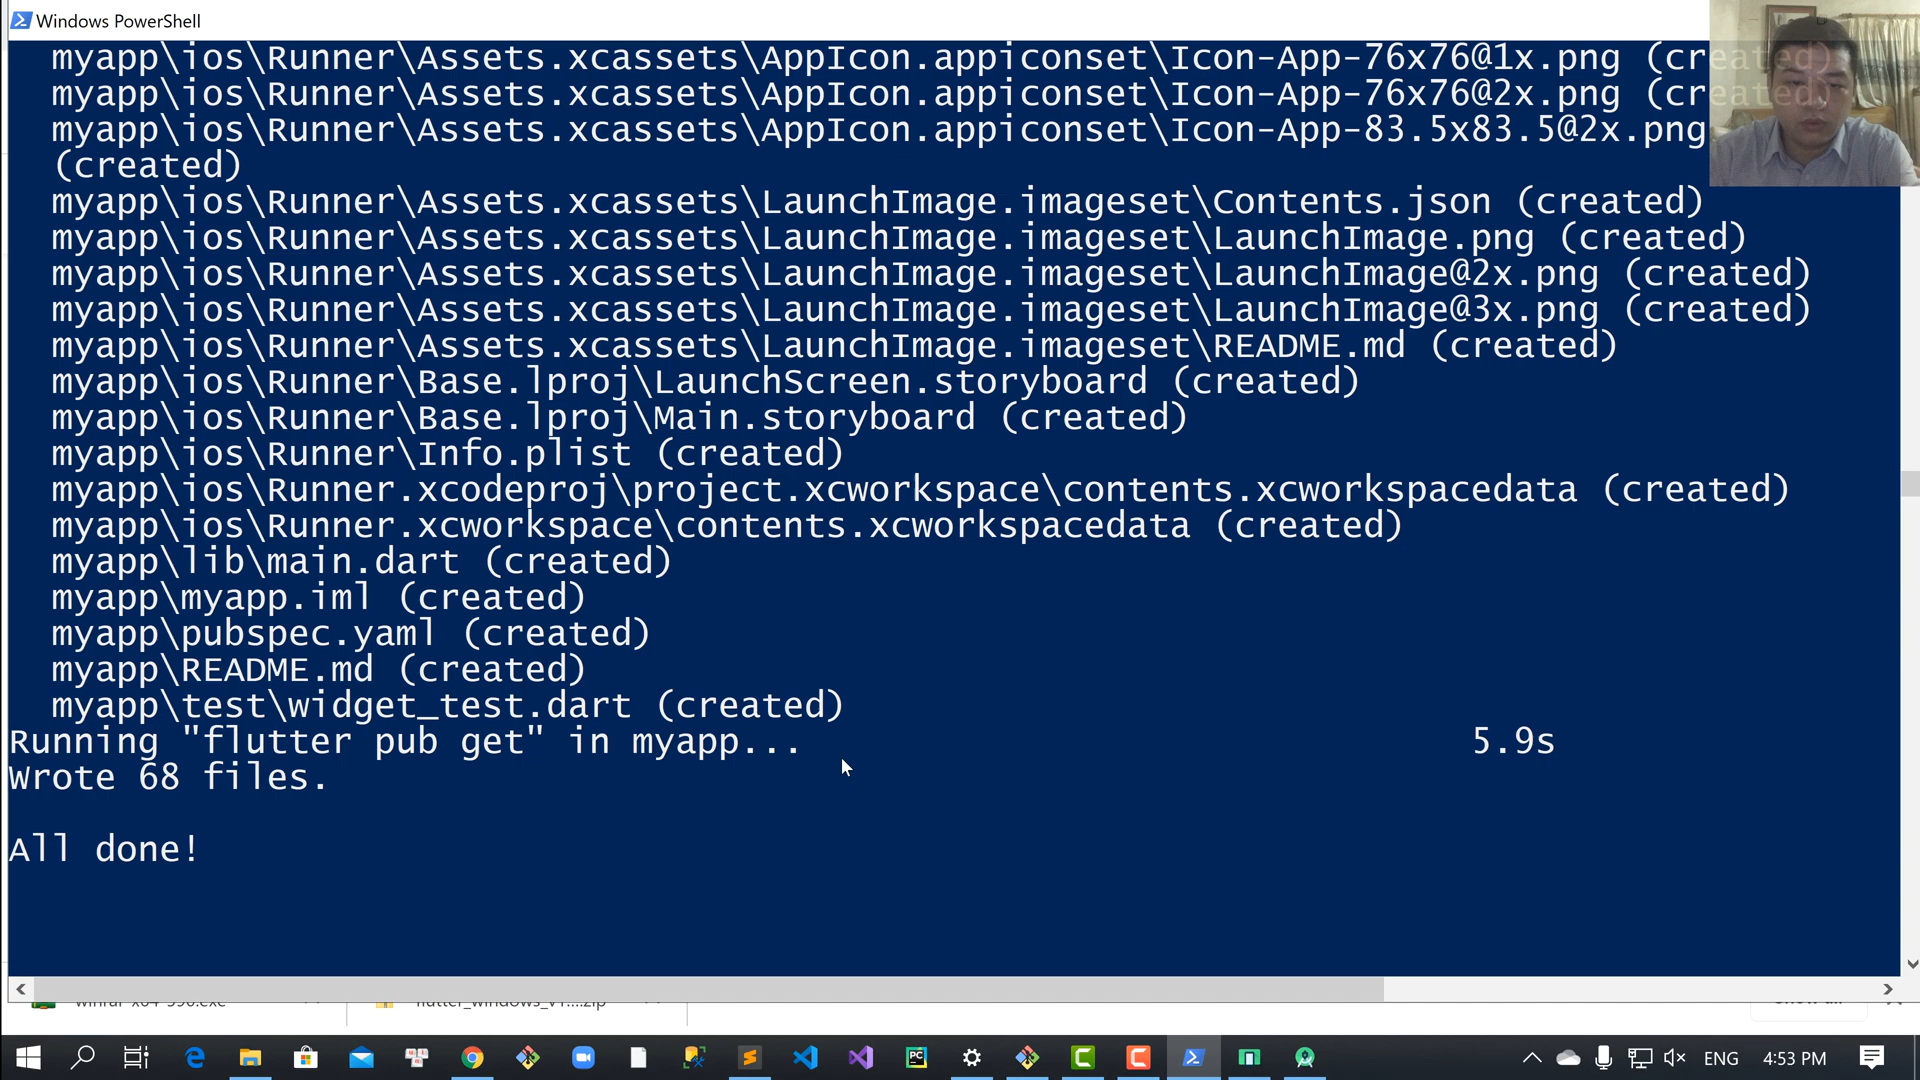 Windows PowerShell
myapp\ios\Runner\Assets.xcassets\AppIcon.appiconset\Icon-App-76x76@1x.png (created)
myapp\ios\Runner\Assets.xcassets\AppIcon.appiconset\Icon-App-76x76@2x.png (created)
myapp\ios\Runner\Assets.xcassets\AppIcon.appiconset\Icon-App-83.5x83.5@2x.png
(created)
myapp\ios\Runner\Assets.xcassets\LaunchImage.imageset\Contents.json (created)
myapp\ios\Runner\Assets.xcassets\LaunchImage.imageset\LaunchImage.png (created)
myapp\ios\Runner\Assets.xcassets\LaunchImage.imageset\LaunchImage@2x.png (created)
myapp\ios\Runner\Assets.xcassets\LaunchImage.imageset\LaunchImage@3x.png (created)
myapp\ios\Runner\Assets.xcassets\LaunchImage.imageset\README.md (created)
myapp\ios\Runner\Base.lproj\LaunchScreen.storyboard (created)
myapp\ios\Runner\Base.lproj\Main.storyboard (created)
myapp\ios\Runner\Info.plist (created)
myapp\ios\Runner.xcodeproj\project.xcworkspace\contents.xcworkspacedata (created)
myapp\ios\Runner.xcworkspace\contents.xcworkspacedata (created)
myapp\lib\main.dart (created)
myapp\myapp.iml (created)
myapp\pubspec.yaml (created)
myapp\README.md (created)
myapp\test\widget_test.dart (created)
Running "flutter pub get" in myapp... 5.9s
Wrote 68 files.
All done!
ENG 4:53 PM